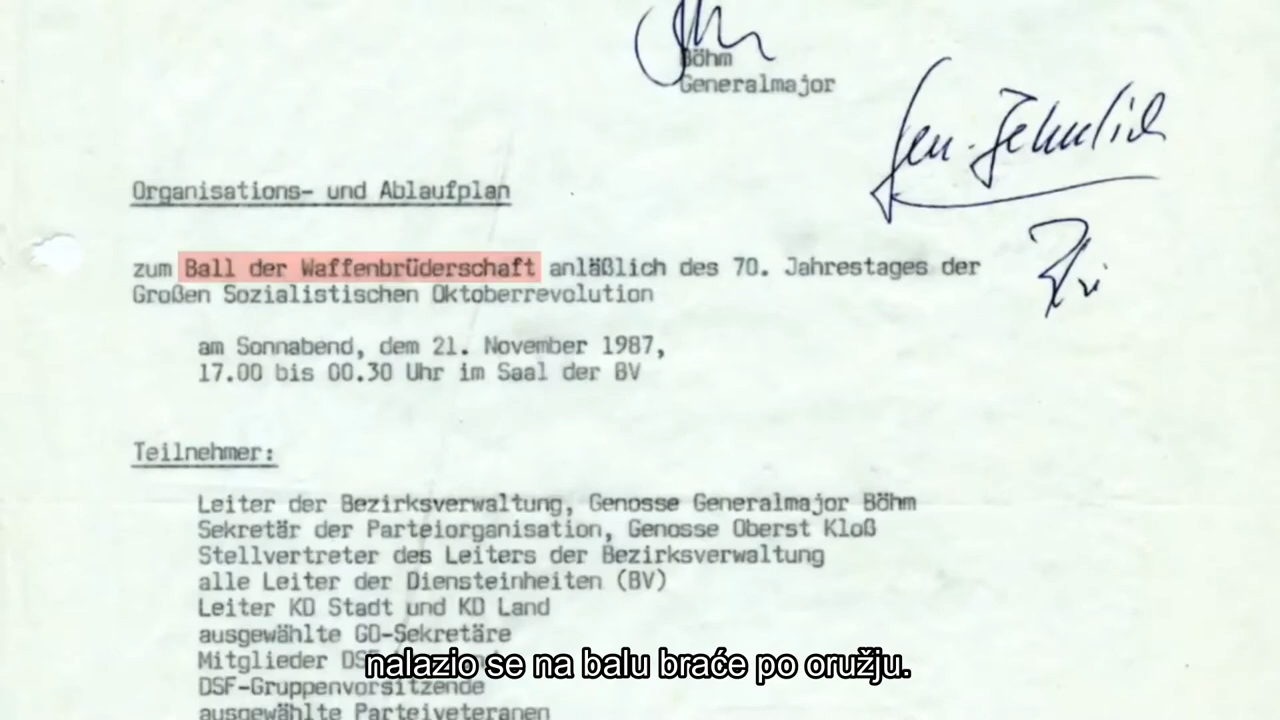 Böhm
Generalmajor
Gen. Jehmlich
Organisations- und Ablaufplan
zum Ball der Waffenbrüderschaft anläßlich des 70. Jahrestages der
Großen Sozialistischen Oktoberrevolution
am Sonnabend, dem 21. November 1987,
17.00 bis 00.30 Uhr im Saal der BV
Teilnehmer:
Leiter der Bezirksverwaltung, Genosse Generalmajor Böhm
Sekretär der Parteiorganisation, Genosse Oberst Kloß
Stellvertreter des Leiters der Bezirksverwaltung
alle Leiter der Diensteinheiten (BV)
Leiter KD Stadt und KD Land
ausgewählte GO-Sekretäre
Mitglieder
nalazio se na balu braće po oružju.
DSF-Gruppenvorsitzende
ausgewählte Parteiveteranen